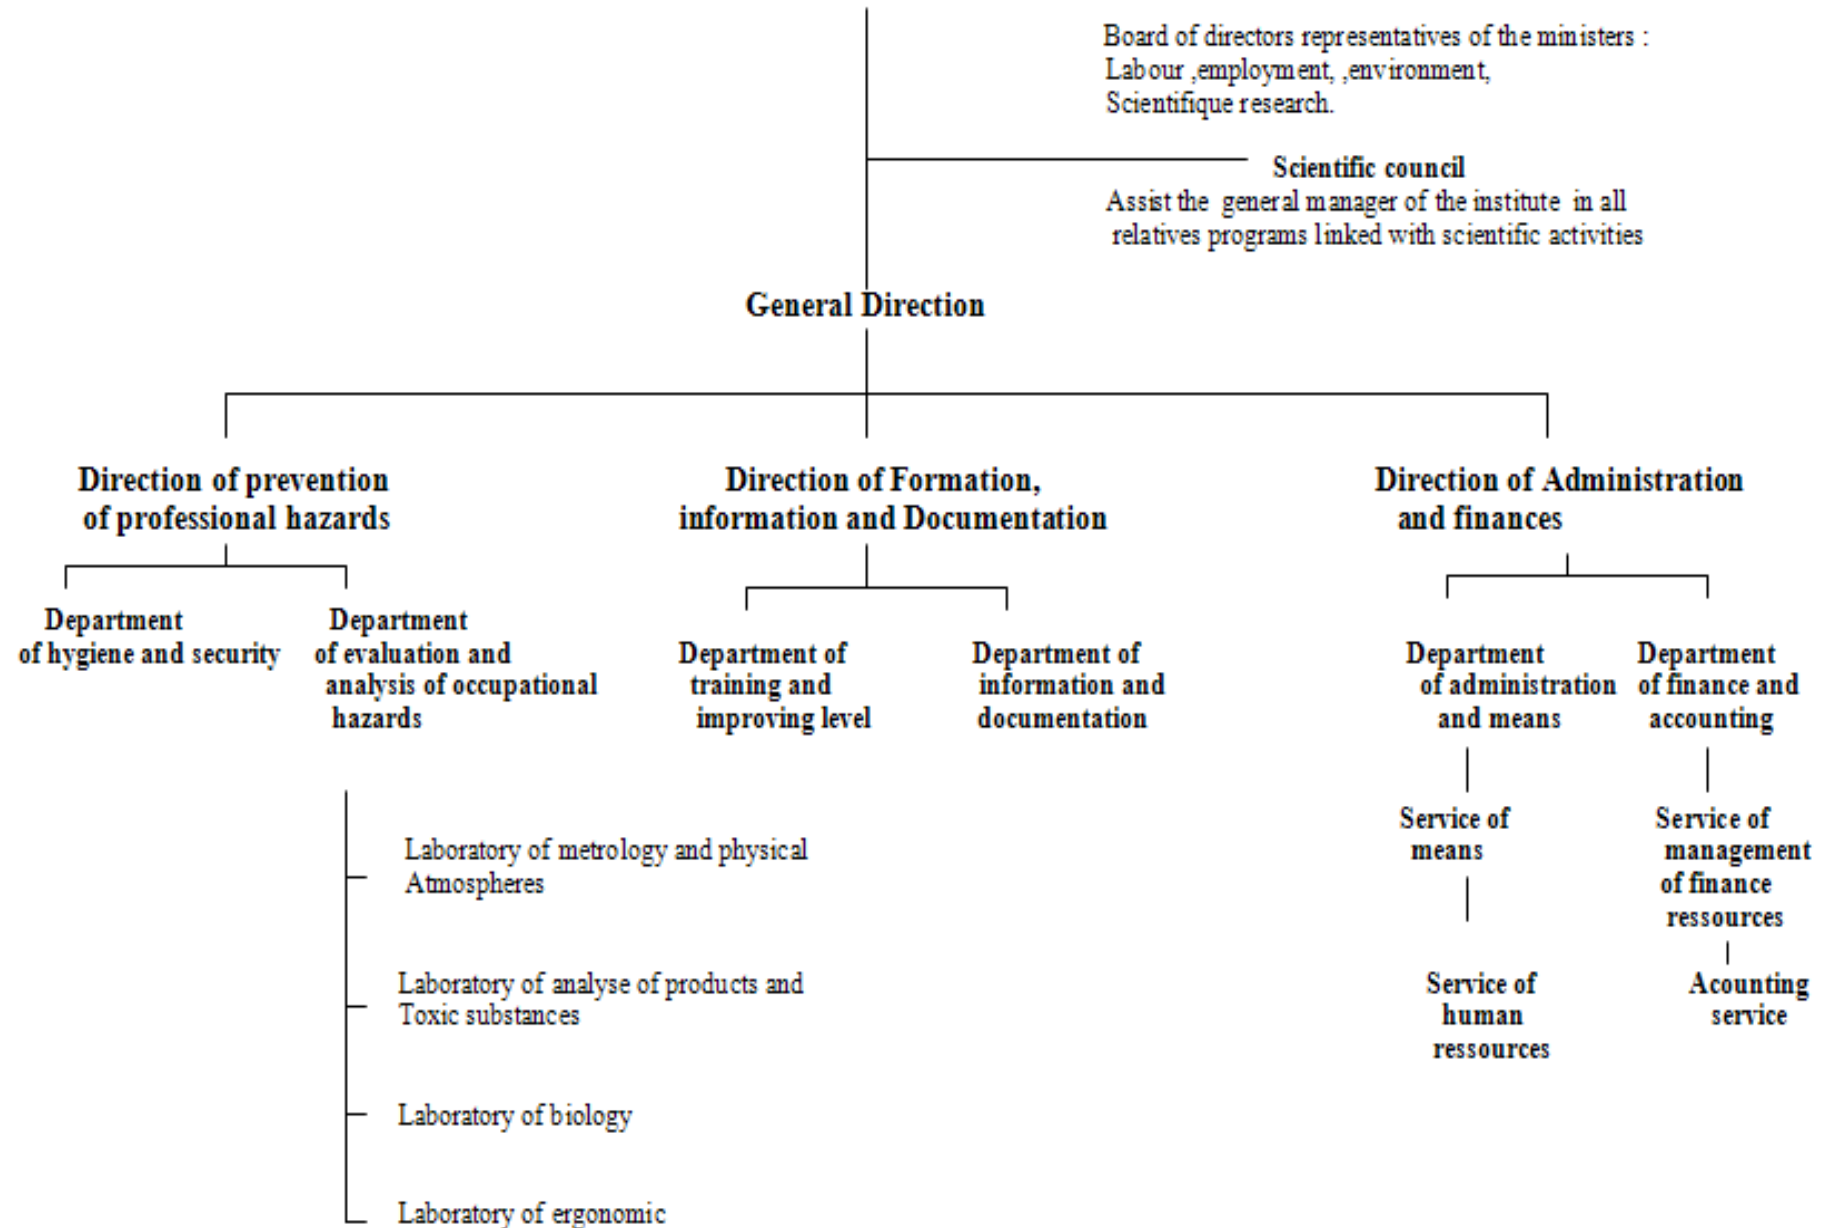 Board of directors representatives of the ministers :
Labour ,employment, ,environment,
Scientifique research.
Scientific council
Assist the general manager of the institute in all
relatives programs linked with scientific activities
General Direction
Direction of prevention
of professional hazards
Direction of Formation,
information and Documentation
Direction of Administration
and finances
Department
of hygiene and security
Department
of evaluation and
analysis of occupational
hazards
Department of
training and
improving level
Department of
information and
documentation
Department
of administration
and means
Department
of finance and
accounting
Laboratory of metrology and physical
Atmospheres
Laboratory of analyse of products and
Toxic substances
Laboratory of biology
Laboratory of ergonomic
Service of
means
Service of
human
ressources
Service of
management
of finance
ressources
Acounting
service